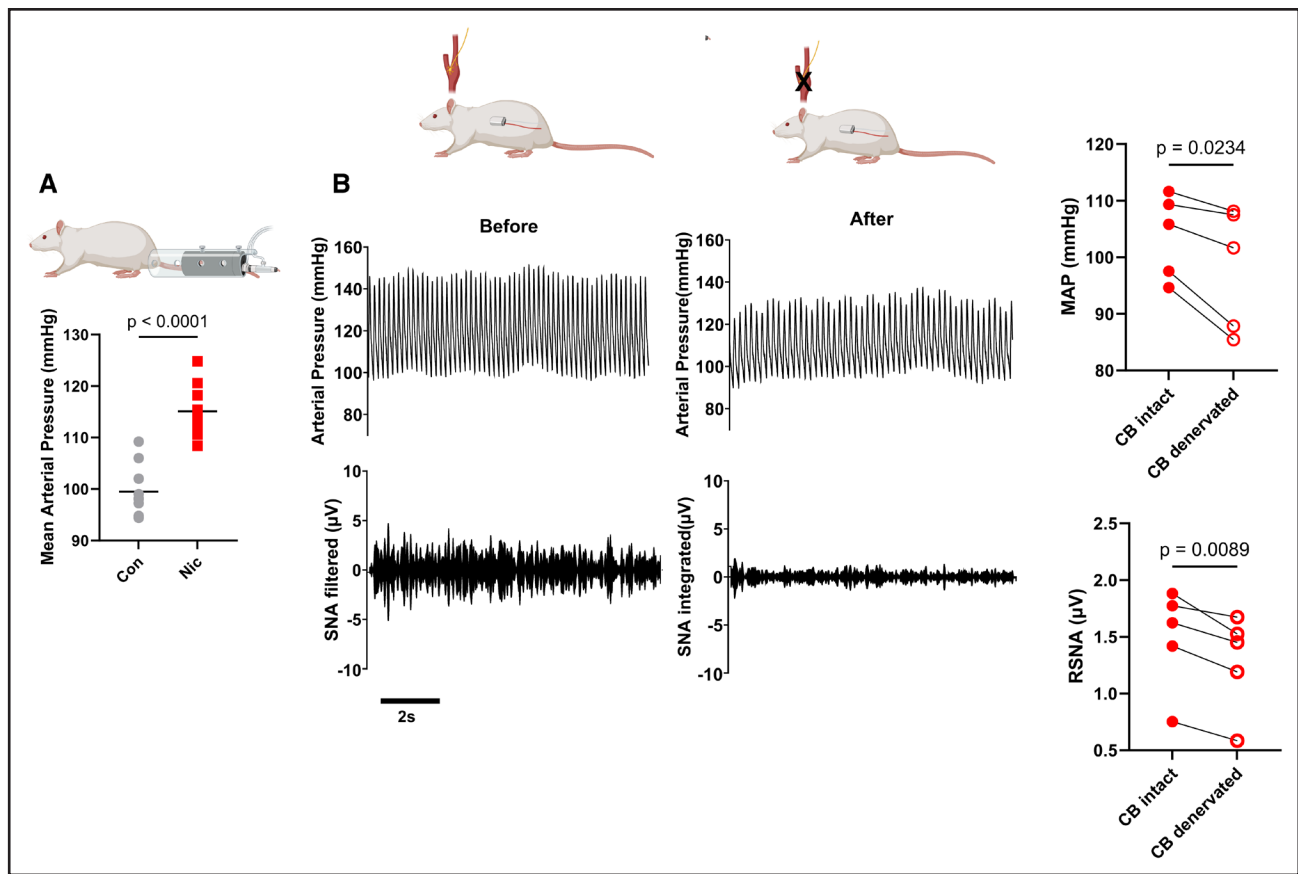 A
Mean Arterial Pressure (mmHg)
130
120
110
100
90
p < 0.0001
Con
Nic
B
X
Before
Arterial Pressure (mmHg)
160
140
120
100
80
SNA filtered (µV)
10
5
0
-5
-10
2s
After
Arterial Pressure(mmHg)
160
140
120
100
80
SNA integrated(µV)
10
5
0
-5
-10
MAP (mmHg)
120
110
100
90
80
p = 0.0234
CB intact
CB denervated
RSNA (µV)
2.5
2.0
1.5
1.0
0.5
p = 0.0089
CB intact
CB denervated